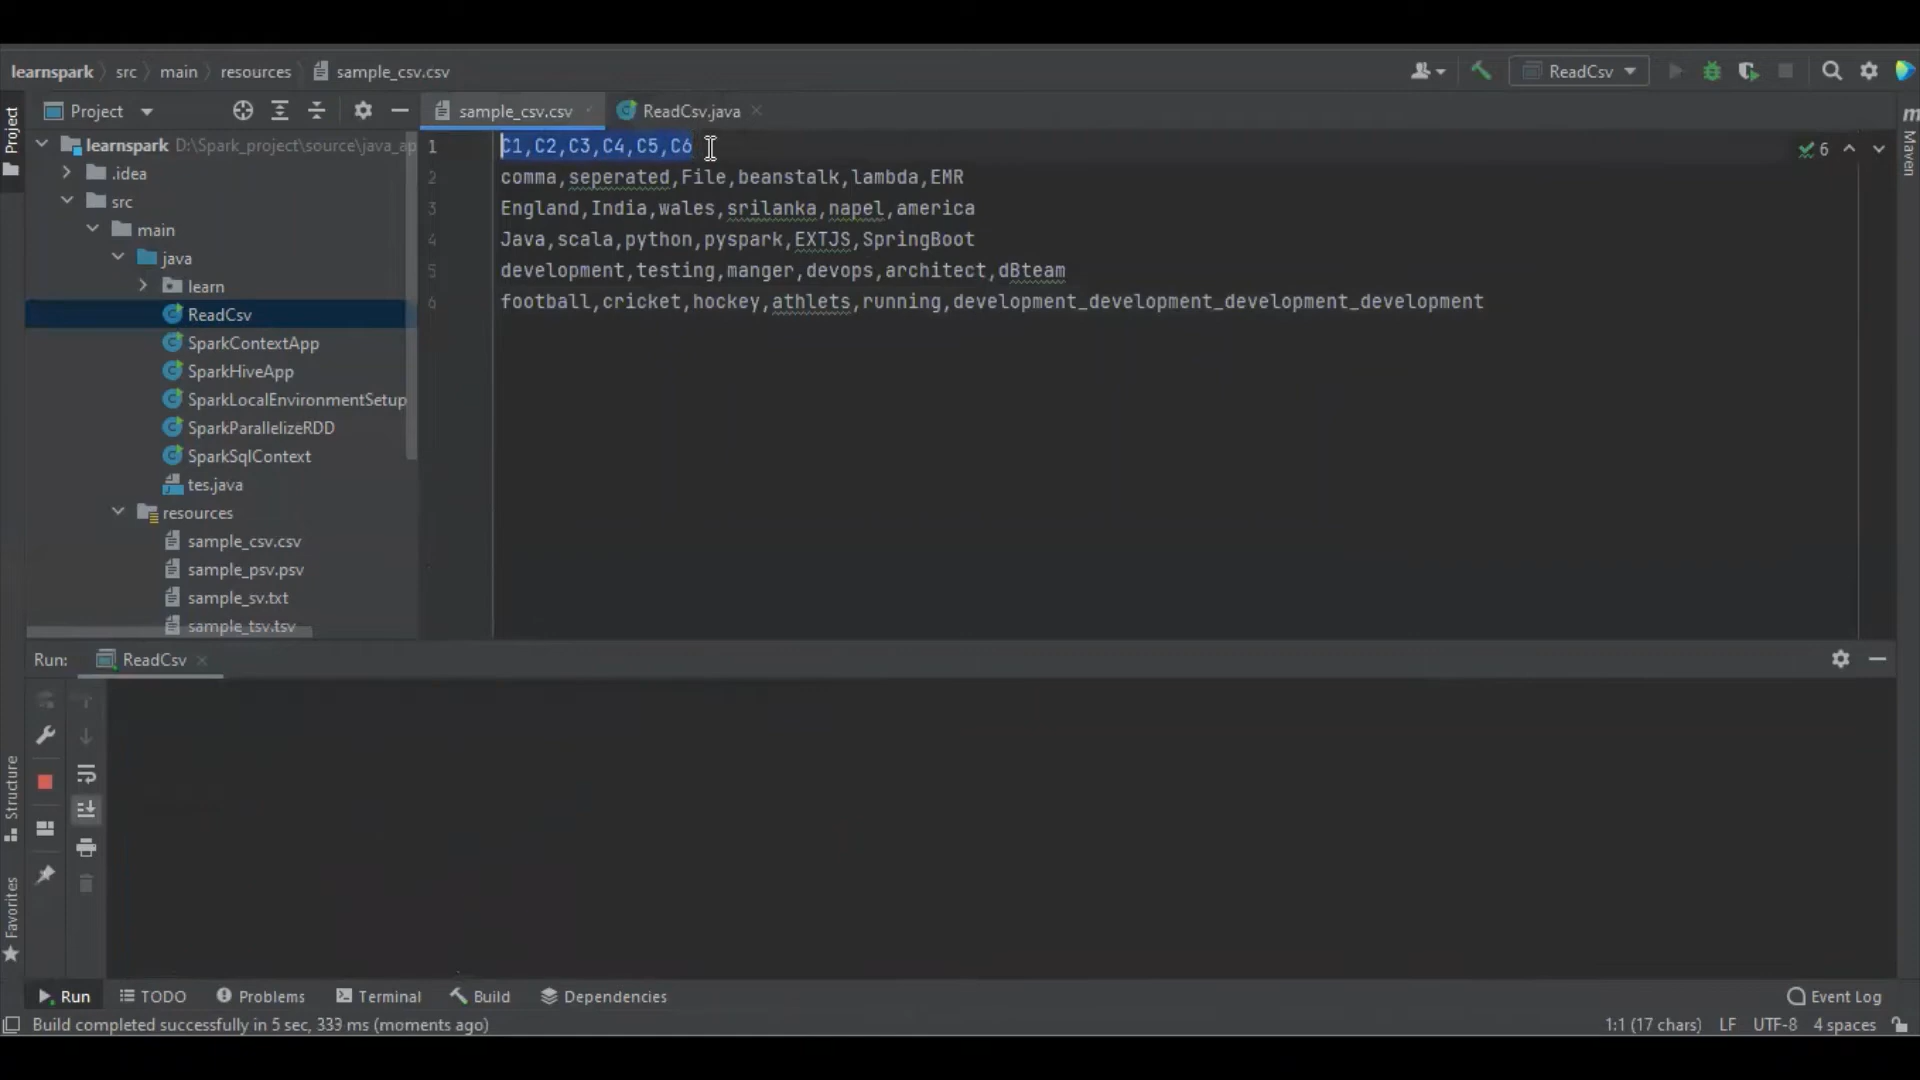 learnspark src main resources sample_csv.csv ReadCsv
Project sample_csv.csv ReadCsv.java
Project
Maven
learnspark D:\Spark_project\source\java_ap
.idea
src
main
java
learn
ReadCsv
SparkContextApp
SparkHiveApp
SparkLocalEnvironmentSetup
SparkParallelizeRDD
SparkSqlContext
tes.java
resources
sample_csv.csv
sample_psv.psv
sample_sv.txt
sample_tsv.tsv
1 C1,C2,C3,C4,C5,C6 6
2 comma,seperated,File,beanstalk,lambda,EMR
3 England,India,wales,srilanka,napel,america
4 Java,scala,python,pyspark,EXTJS,SpringBoot
5 development,testing,manger,devops,architect,dBteam
6 football,cricket,hockey,athlets,running,development_development_development_development
Run: ReadCsv
Structure
Favorites
Run TODO Problems Terminal Build Dependencies Event Log
Build completed successfully in 5 sec, 333 ms (moments ago) 1:1 (17 chars) LF UTF-8 4 spaces